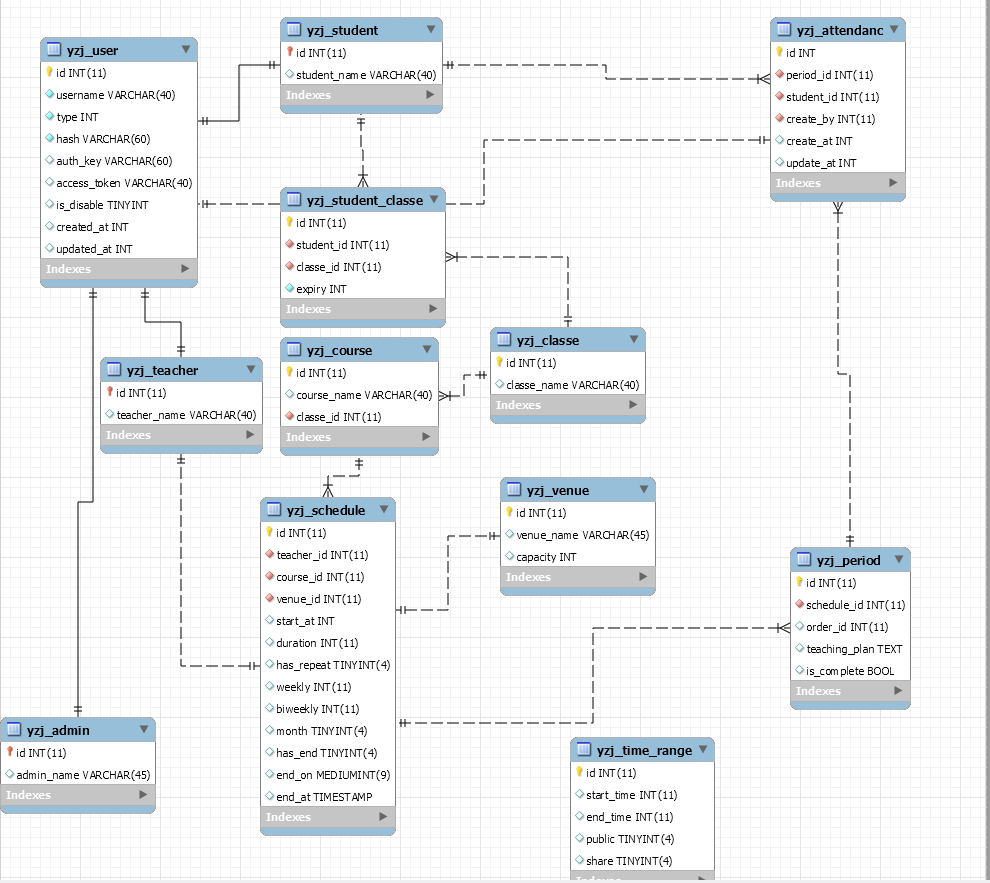 yzj_user
id INT(11)
username VARCHAR(40)
type INT
hash VARCHAR(60)
auth_key VARCHAR(60)
access_token VARCHAR(40)
is_disable TINYINT
created_at INT
updated_at INT
Indexes
yzj_student
id INT(11)
student_name VARCHAR(40)
Indexes
yzj_attendanc
id INT
period_id INT(11)
student_id INT(11)
create_by INT(11)
create_at INT
update_at INT
Indexes
yzj_student_classe
id INT(11)
student_id INT(11)
classe_id INT(11)
expiry INT
Indexes
yzj_teacher
id INT(11)
teacher_name VARCHAR(40)
Indexes
yzj_course
id INT(11)
course_name VARCHAR(40)
classe_id INT(11)
Indexes
yzj_classe
id INT(11)
classe_name VARCHAR(40)
Indexes
yzj_schedule
id INT(11)
teacher_id INT(11)
course_id INT(11)
venue_id INT(11)
start_at INT
duration INT(11)
has_repeat TINYINT(4)
weekly INT(11)
biweekly INT(11)
month TINYINT(4)
has_end TINYINT(4)
end_on MEDIUMINT(9)
end_at TIMESTAMP
Indexes
yzj_venue
id INT(11)
venue_name VARCHAR(45)
capacity INT
Indexes
yzj_period
id INT(11)
schedule_id INT(11)
order_id INT(11)
teaching_plan TEXT
is_complete BOOL
Indexes
yzj_admin
id INT(11)
admin_name VARCHAR(45)
Indexes
yzj_time_range
id INT(11)
start_time INT(11)
end_time INT(11)
public TINYINT(4)
share TINYINT(4)
Indexes